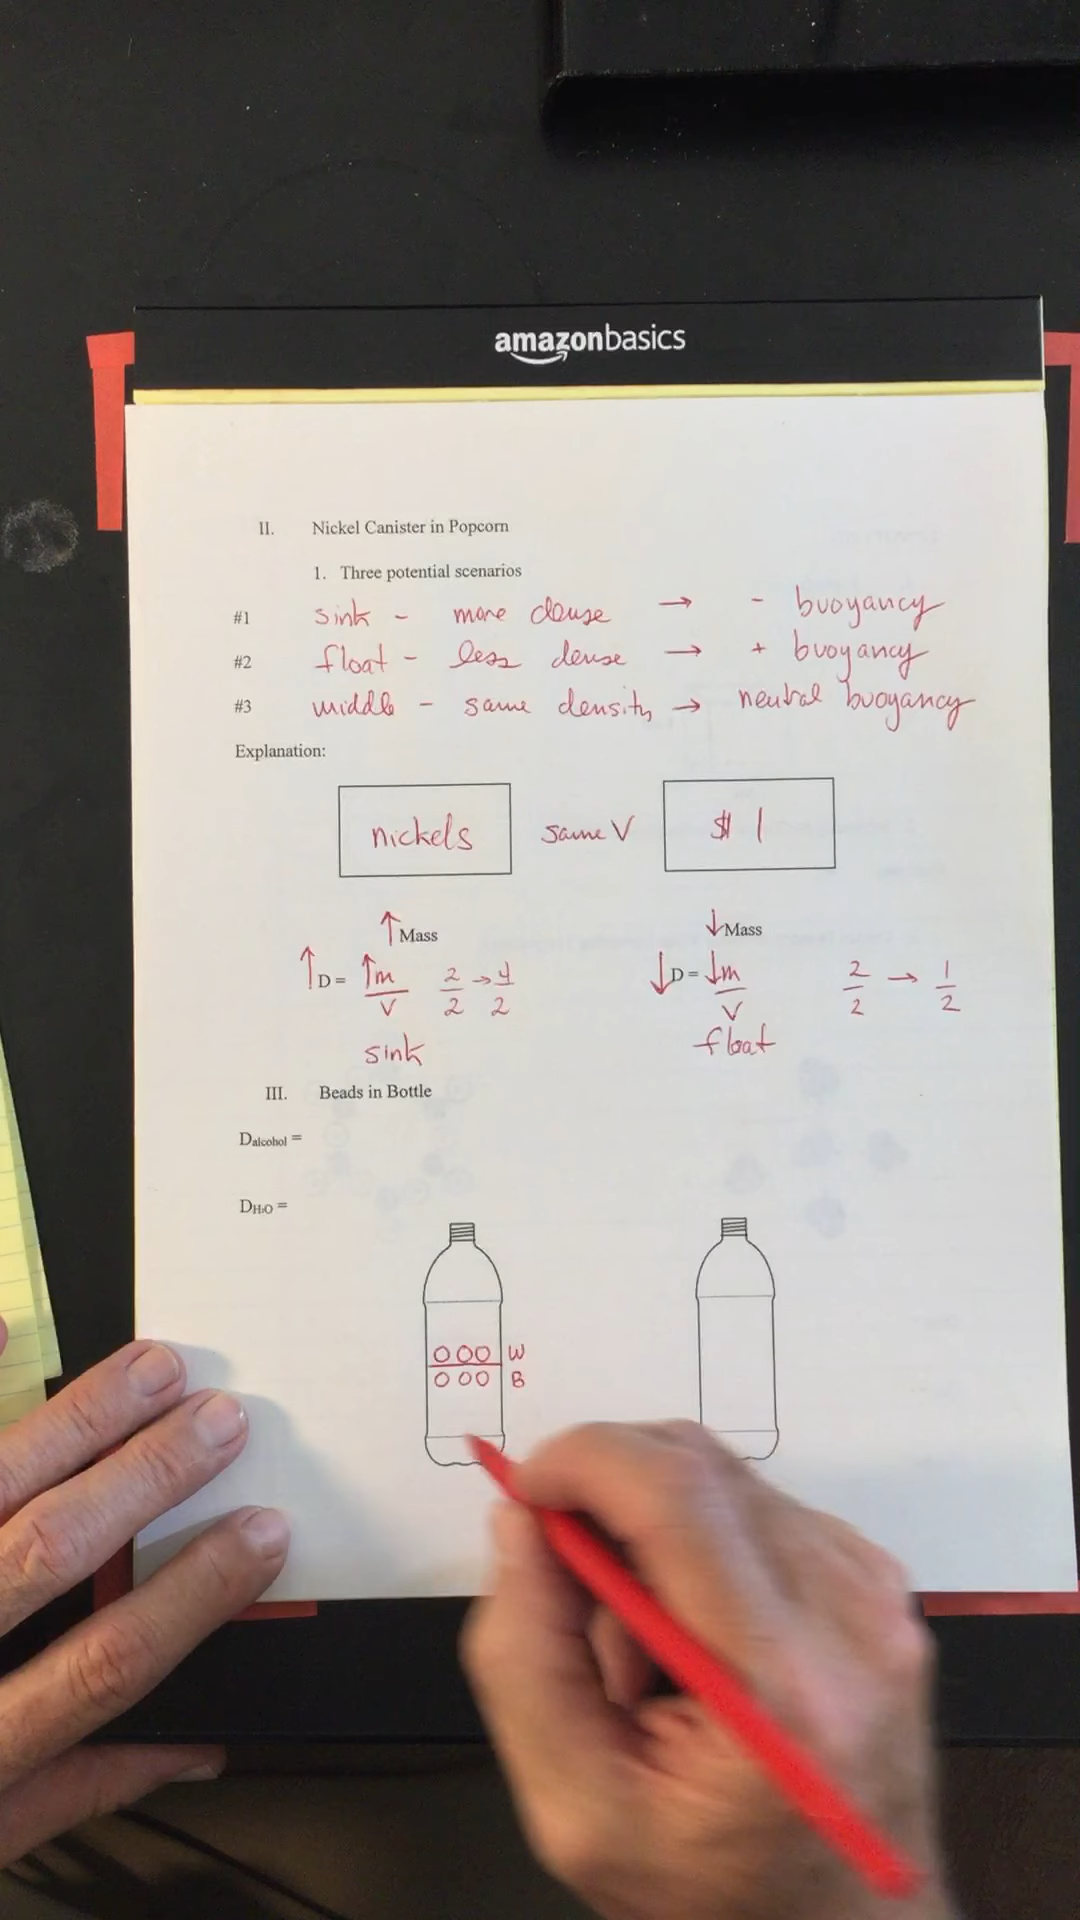 amazonbasics
II. Nickel Canister in Popcorn
1. Three potential scenarios
#1 sink - more dense → - buoyancy
#2 float - less dense → + buoyancy
#3 middle - same density → neutral buoyancy
Explanation:
nickels same V $ 1
↑ Mass ↓ Mass
↑ D = ↑m/V 2/2 → 4/2 ↓ D = ↓m/V 2/2 → 1/2
sink float
III. Beads in Bottle
Dalcohol =
DH₂O =
W
B